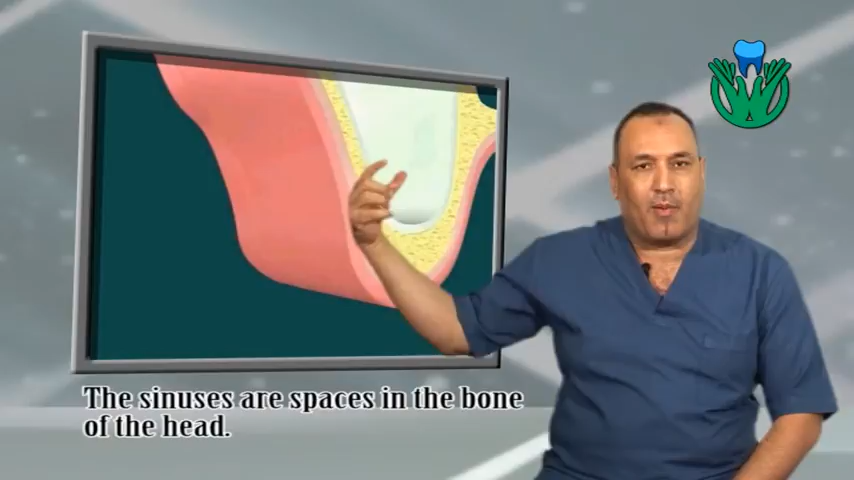 The sinuses are spaces in the bone
of the head.